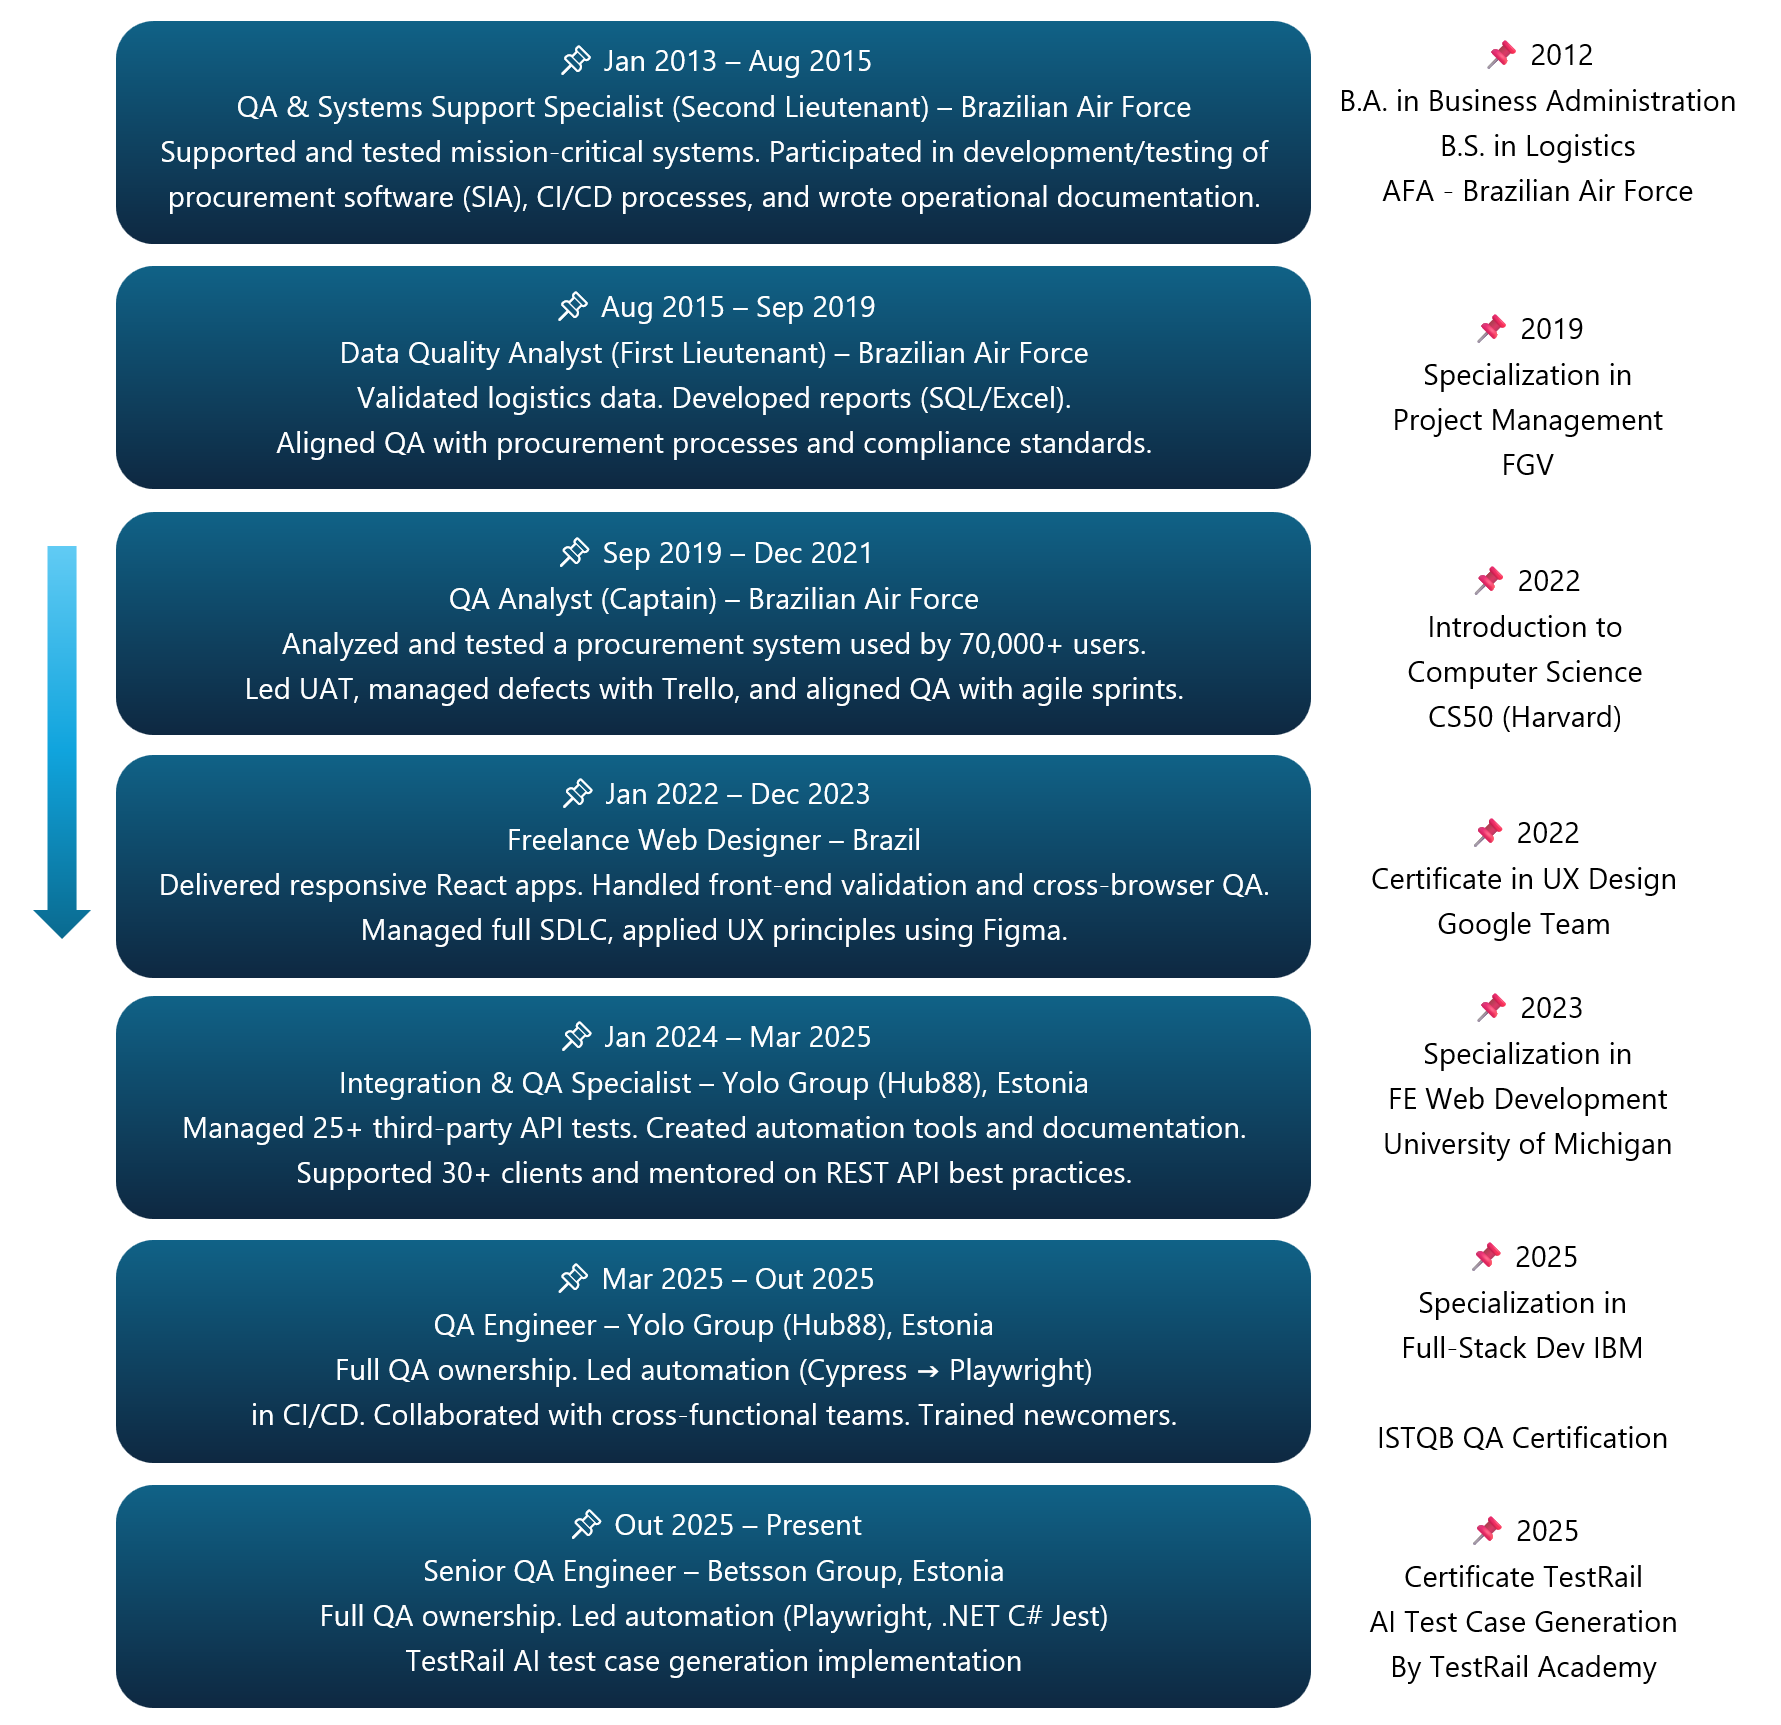 Jan 2013 – Aug 2015
QA & Systems Support Specialist (Second Lieutenant) – Brazilian Air Force
Supported and tested mission-critical systems. Participated in development/testing of
procurement software (SIA), CI/CD processes, and wrote operational documentation.
2012
B.A. in Business Administration
B.S. in Logistics
AFA - Brazilian Air Force
Aug 2015 – Sep 2019
Data Quality Analyst (First Lieutenant) – Brazilian Air Force
Validated logistics data. Developed reports (SQL/Excel).
Aligned QA with procurement processes and compliance standards.
2019
Specialization in
Project Management
FGV
Sep 2019 – Dec 2021
QA Analyst (Captain) – Brazilian Air Force
Analyzed and tested a procurement system used by 70,000+ users.
Led UAT, managed defects with Trello, and aligned QA with agile sprints.
2022
Introduction to
Computer Science
CS50 (Harvard)
Jan 2022 – Dec 2023
Freelance Web Designer – Brazil
Delivered responsive React apps. Handled front-end validation and cross-browser QA.
Managed full SDLC, applied UX principles using Figma.
2022
Certificate in UX Design
Google Team
Jan 2024 – Mar 2025
Integration & QA Specialist – Yolo Group (Hub88), Estonia
Managed 25+ third-party API tests. Created automation tools and documentation.
Supported 30+ clients and mentored on REST API best practices.
2023
Specialization in
FE Web Development
University of Michigan
Mar 2025 – Out 2025
QA Engineer – Yolo Group (Hub88), Estonia
Full QA ownership. Led automation (Cypress → Playwright)
in CI/CD. Collaborated with cross-functional teams. Trained newcomers.
2025
Specialization in
Full-Stack Dev IBM
ISTQB QA Certification
Out 2025 – Present
Senior QA Engineer – Betsson Group, Estonia
Full QA ownership. Led automation (Playwright, .NET C# Jest)
TestRail AI test case generation implementation
2025
Certificate TestRail
AI Test Case Generation
By TestRail Academy